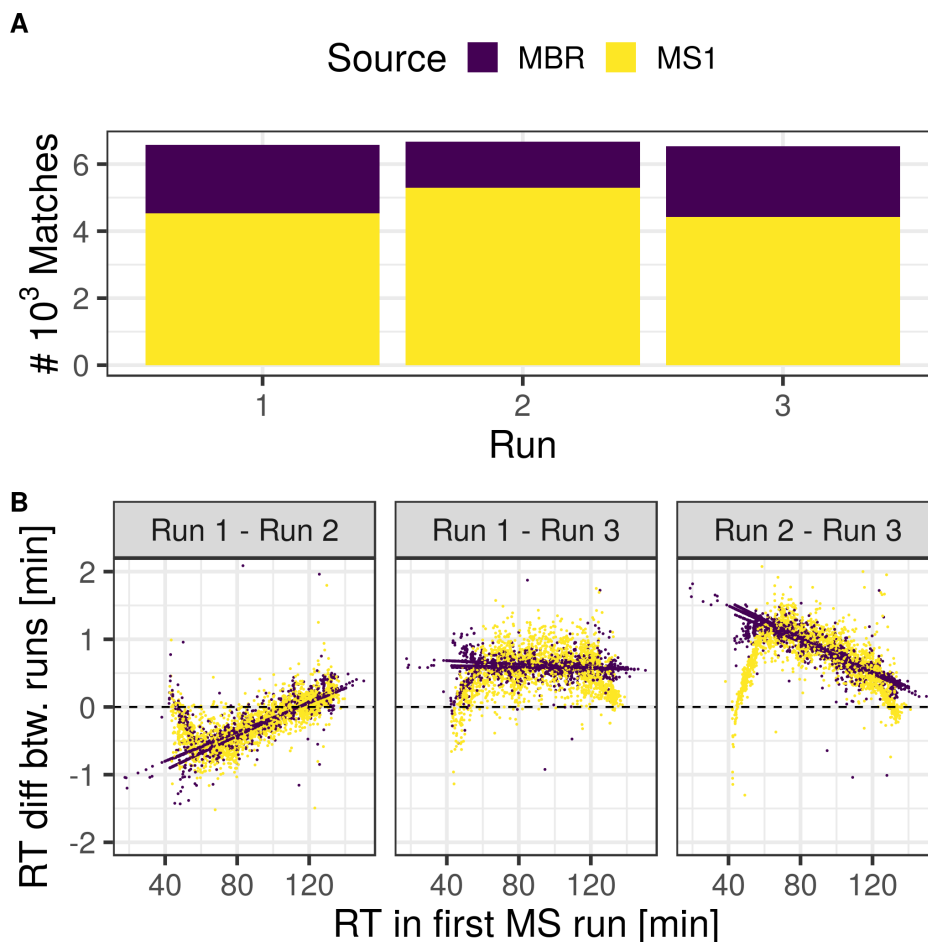 A
Source MBR MS1
# 10³ Matches
6
4
2
0
1 2 3
Run
B
Run 1 - Run 2 Run 1 - Run 3 Run 2 - Run 3
RT diff btw. runs [min]
2
1
0
-1
-2
40 80 120 40 80 120 40 80 120
RT in first MS run [min]